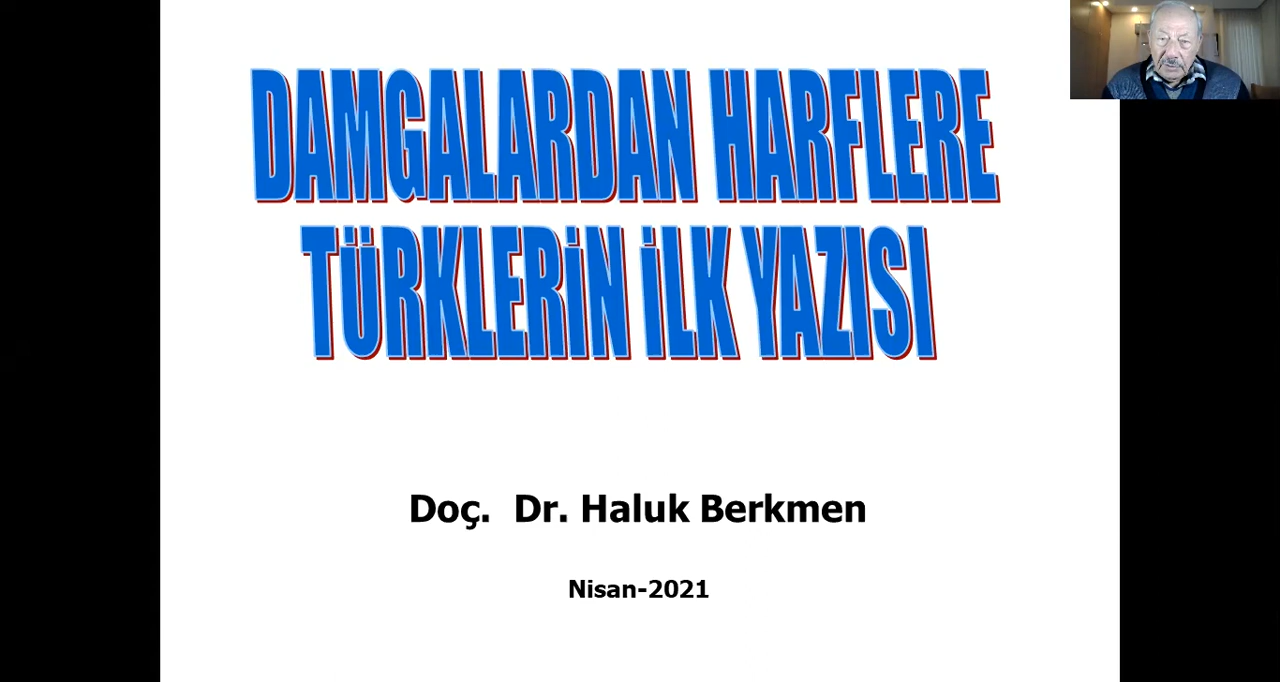 DAMGALARDAN HARFLERE
TÜRKLERİN İLK YAZISI
Doç. Dr. Haluk Berkmen
Nisan-2021